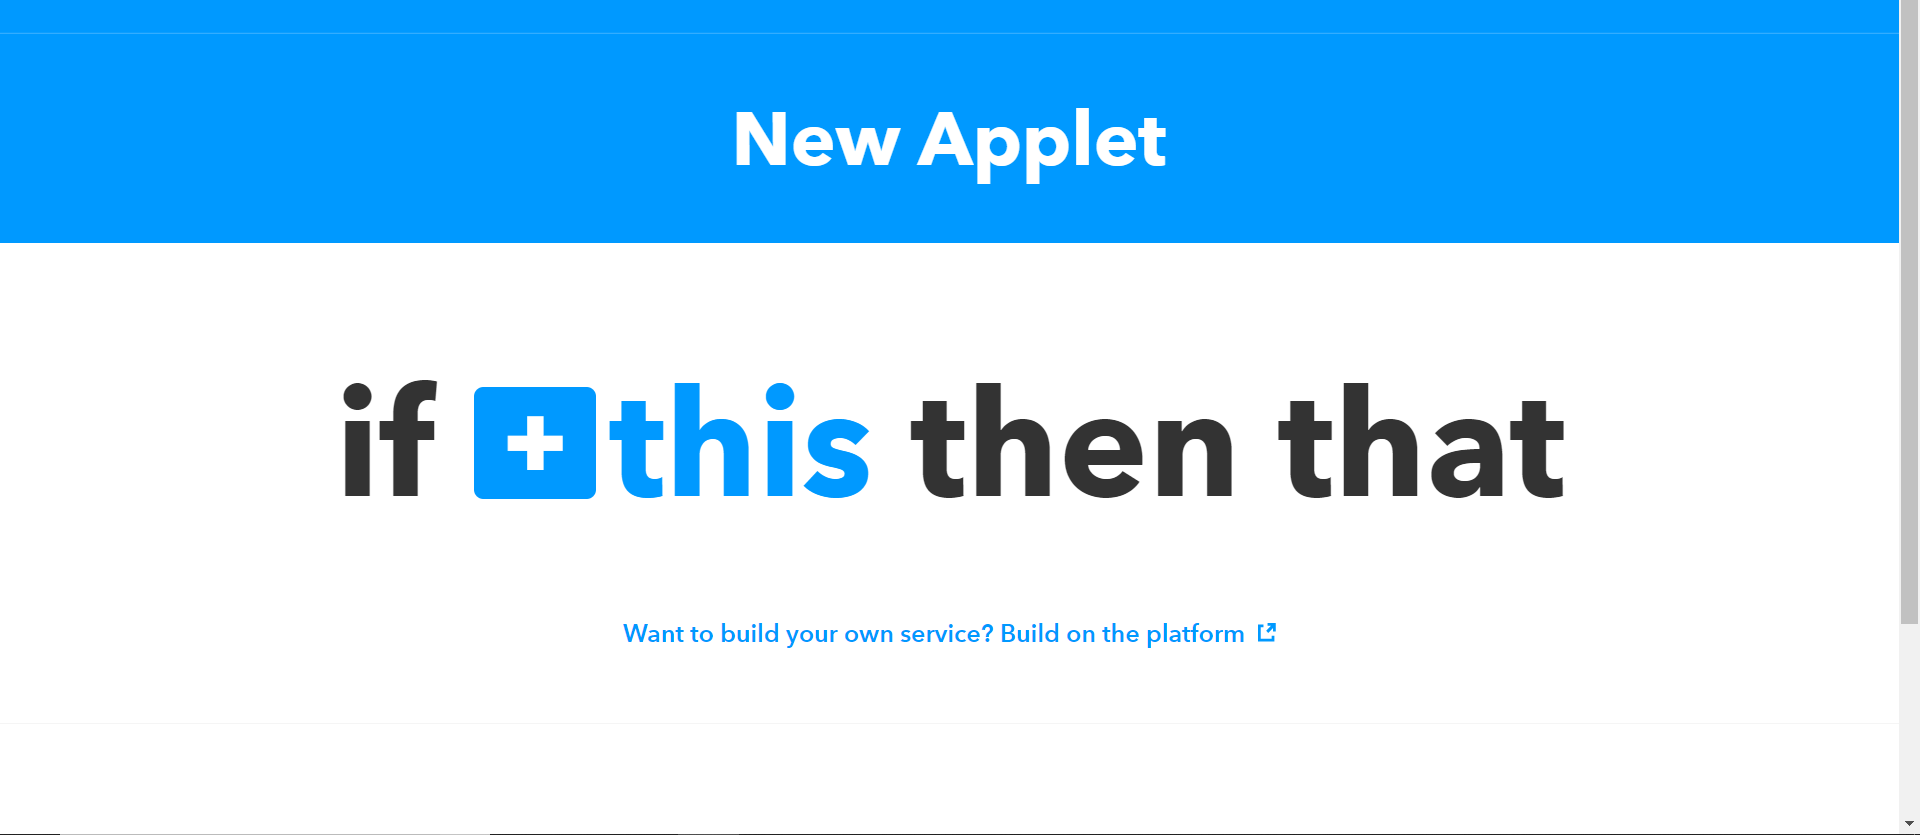 New Applet
if +this then that
Want to build your own service? Build on the platform